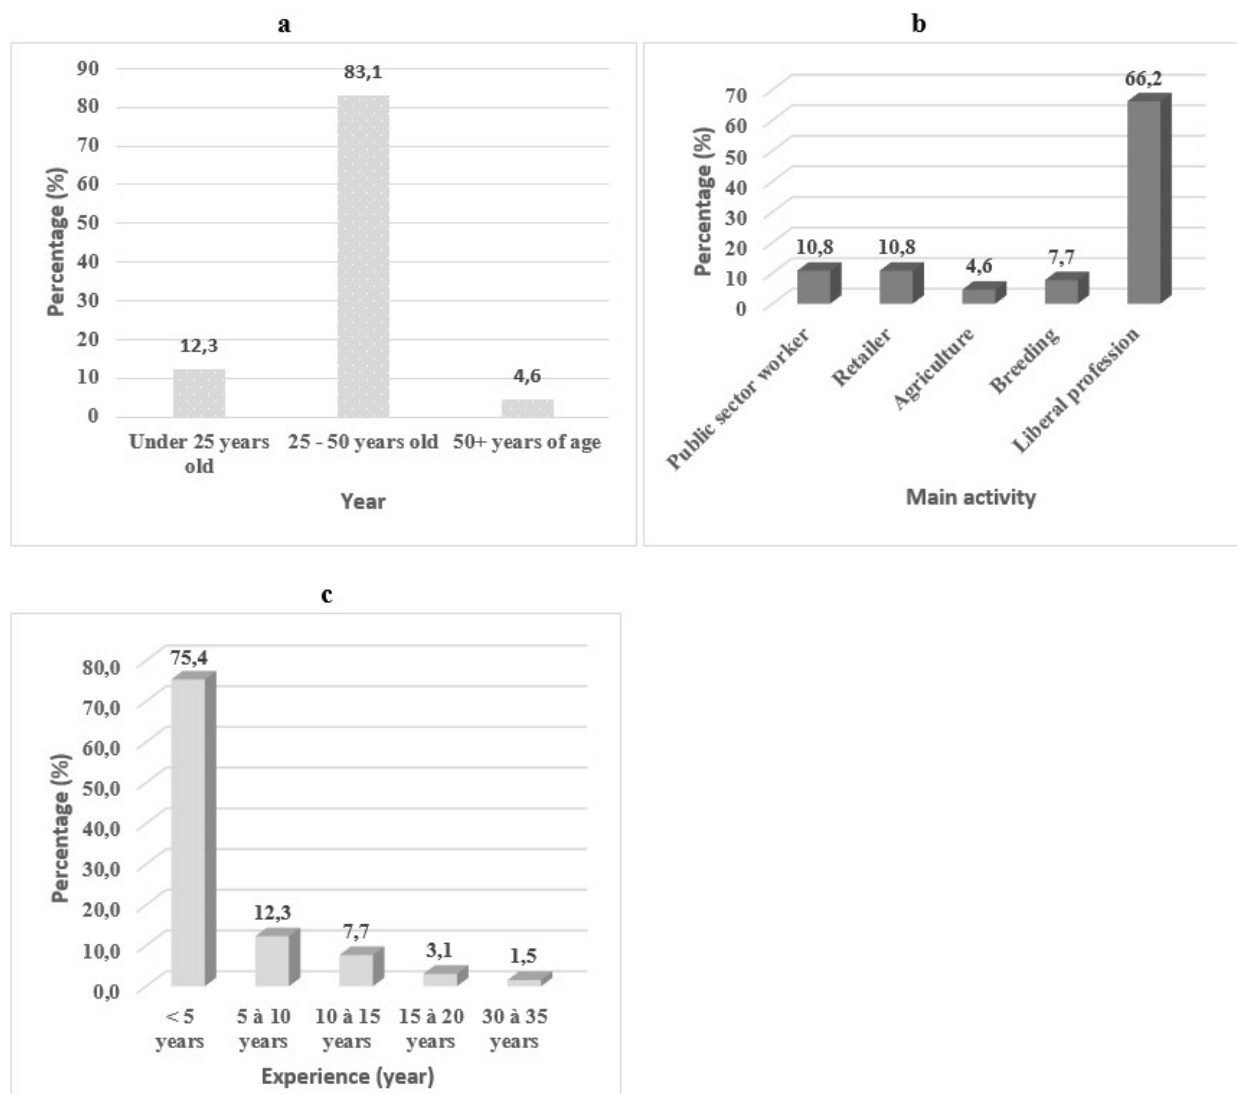 a
90
80
70
60
50
40
30
20
10
0
Percentage (%)
12,3
83,1
4,6
Under 25 years
old
25 - 50 years old
50+ years of age
Year
b
70
60
50
40
30
20
10
0
Percentage (%)
10,8
10,8
4,6
7,7
66,2
Public sector worker
Retailer
Agriculture
Breeding
Liberal profession
Main activity
c
80,0
70,0
60,0
50,0
40,0
30,0
20,0
10,0
0,0
Percentage (%)
75,4
12,3
7,7
3,1
1,5
< 5
years
5 à 10
years
10 à 15
years
15 à 20
years
30 à 35
years
Experience (year)